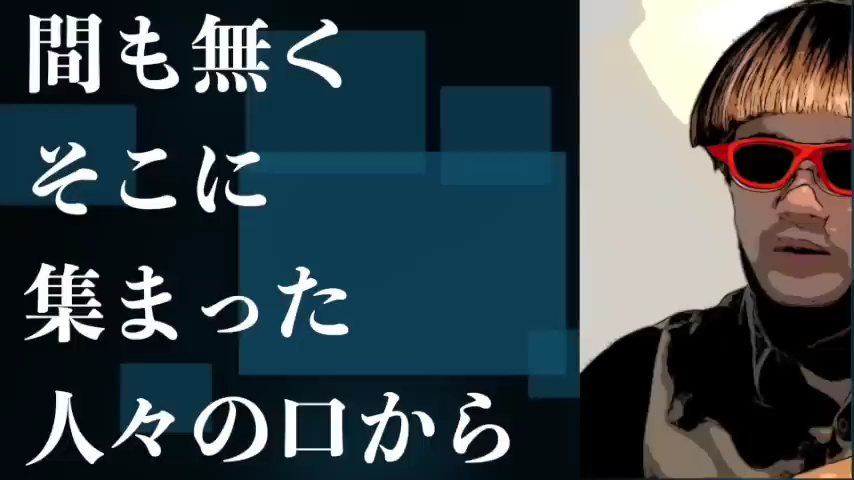 間も無く
そこに
集まった
人々の口から